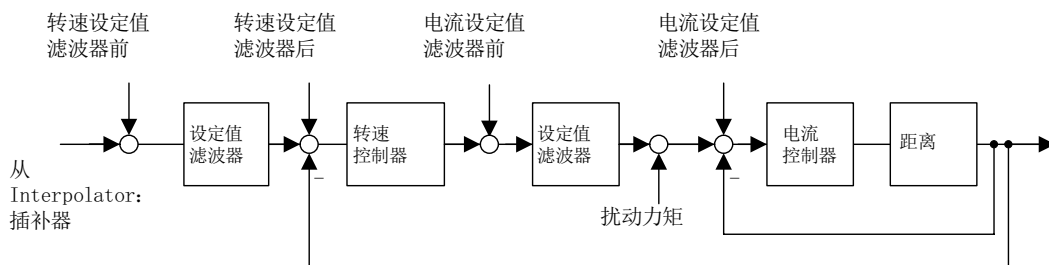 转速设定值
滤波器前
转速设定值
滤波器后
电流设定值
滤波器前
电流设定值
滤波器后
设定值
滤波器
转速
控制器
设定值
滤波器
电流
控制器
距离
从
Interpolator:
插补器
–
–
扰动力矩